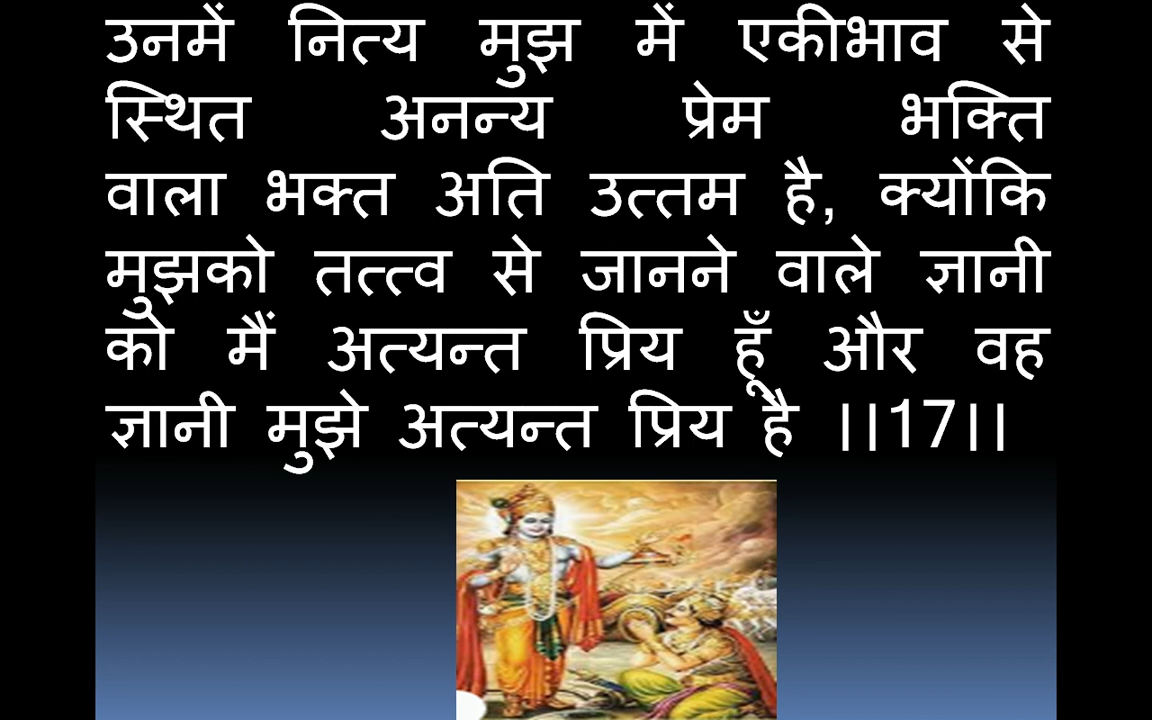 उनमें नित्य मुझ में एकीभाव से
स्थित अनन्य प्रेम भक्ति
वाला भक्त अति उत्तम है, क्योंकि
मुझको तत्त्व से जानने वाले ज्ञानी
को मैं अत्यन्त प्रिय हूँ और वह
ज्ञानी मुझे अत्यन्त प्रिय है ।।17।।